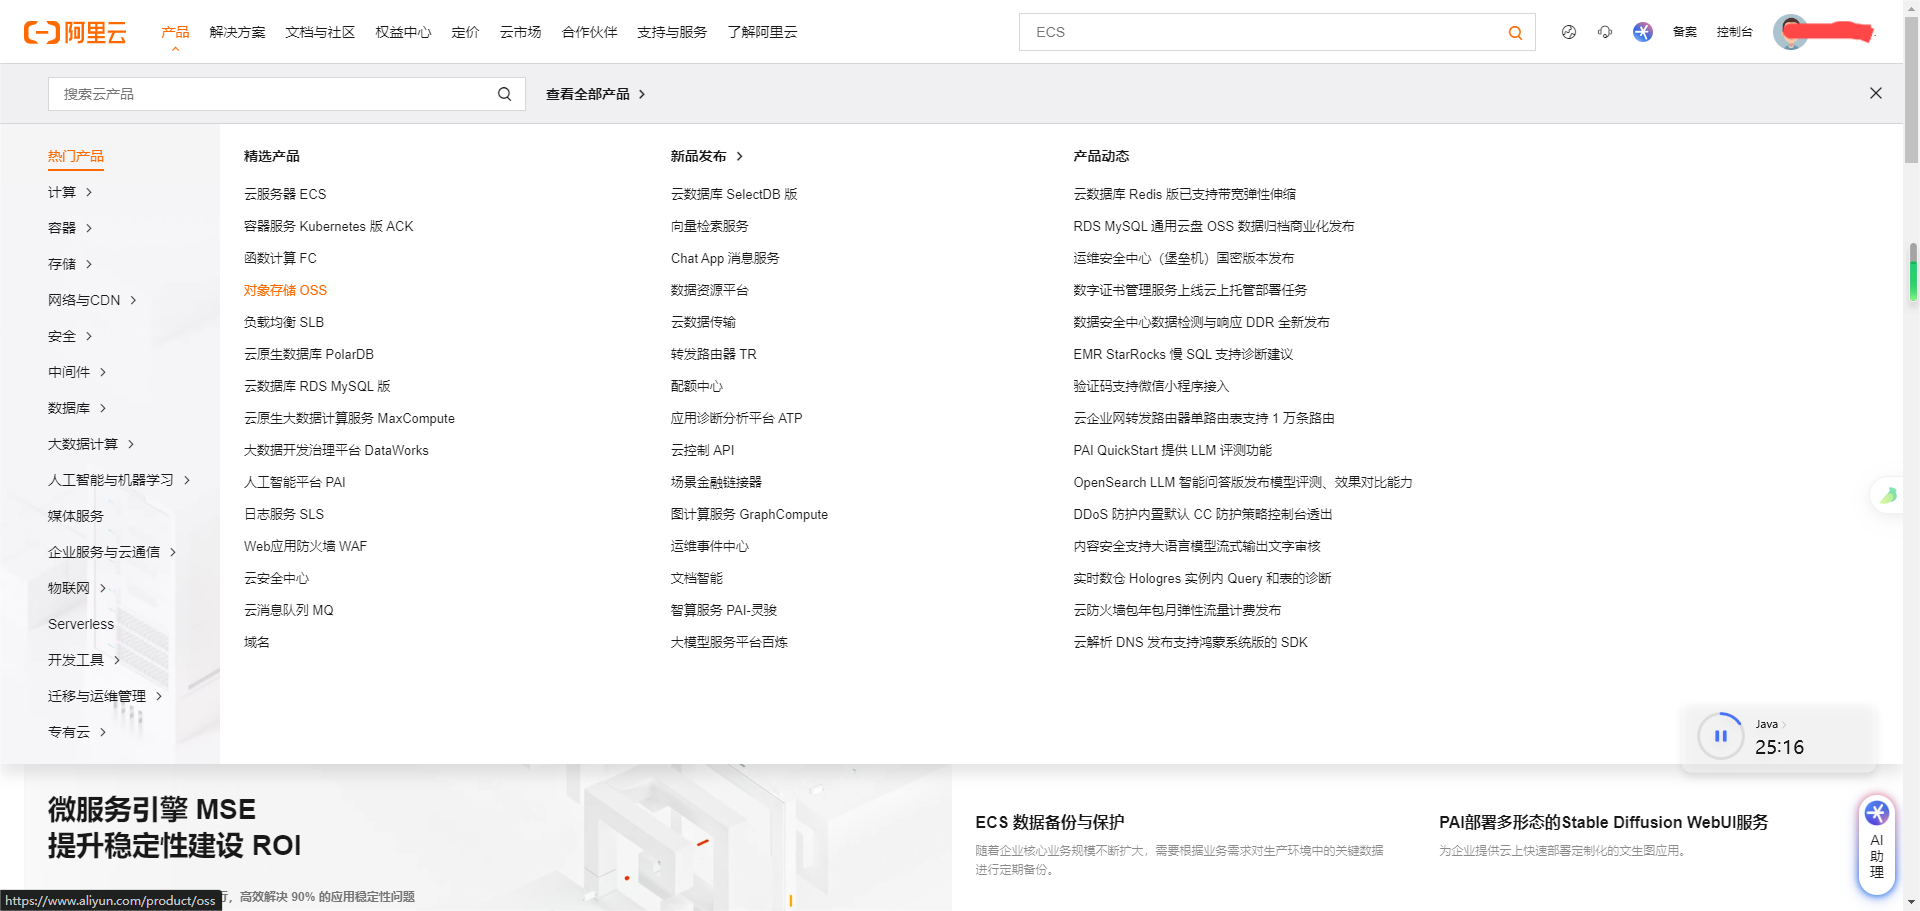 阿里云
产品
解决方案
文档与社区
权益中心
定价
云市场
合作伙伴
支持与服务
了解阿里云
ECS
备案
控制台
搜索云产品
查看全部产品
热门产品
计算
容器
存储
网络与CDN
安全
中间件
数据库
大数据计算
人工智能与机器学习
媒体服务
企业服务与云通信
物联网
Serverless
开发工具
迁移与运维管理
专有云
精选产品
云服务器 ECS
容器服务 Kubernetes 版 ACK
函数计算 FC
对象存储 OSS
负载均衡 SLB
云原生数据库 PolarDB
云数据库 RDS MySQL 版
云原生大数据计算服务 MaxCompute
大数据开发治理平台 DataWorks
人工智能平台 PAI
日志服务 SLS
Web应用防火墙 WAF
云安全中心
云消息队列 MQ
域名
新品发布
云数据库 SelectDB 版
向量检索服务
Chat App 消息服务
数据资源平台
云数据传输
转发路由器 TR
配额中心
应用诊断分析平台 ATP
云控制 API
场景金融链接器
图计算服务 GraphCompute
运维事件中心
文档智能
智算服务 PAI-灵骏
大模型服务平台百炼
产品动态
云数据库 Redis 版已支持带宽弹性伸缩
RDS MySQL 通用云盘 OSS 数据归档商业化发布
运维安全中心（堡垒机）国密版本发布
数字证书管理服务上线云上托管部署任务
数据安全中心数据检测与响应 DDR 全新发布
EMR StarRocks 慢 SQL 支持诊断建议
验证码支持微信小程序接入
云企业网转发路由器单路由表支持 1 万条路由
PAI QuickStart 提供 LLM 评测功能
OpenSearch LLM 智能问答版发布模型评测、效果对比能力
DDoS 防护内置默认 CC 防护策略控制台透出
内容安全支持大语言模型流式输出文字审核
实时数仓 Hologres 实例内 Query 和表的诊断
云防火墙包年包月弹性流量计费发布
云解析 DNS 发布支持鸿蒙系统版的 SDK
Java
25:16
微服务引擎 MSE
提升稳定性建设 ROI
，高效解决 90% 的应用稳定性问题
ECS 数据备份与保护
随着企业核心业务规模不断扩大，需要根据业务需求对生产环境中的关键数据
进行定期备份。
PAI部署多形态的Stable Diffusion WebUI服务
为企业提供云上快速部署定制化的文生图应用。
AI
助
理
https://www.aliyun.com/product/oss